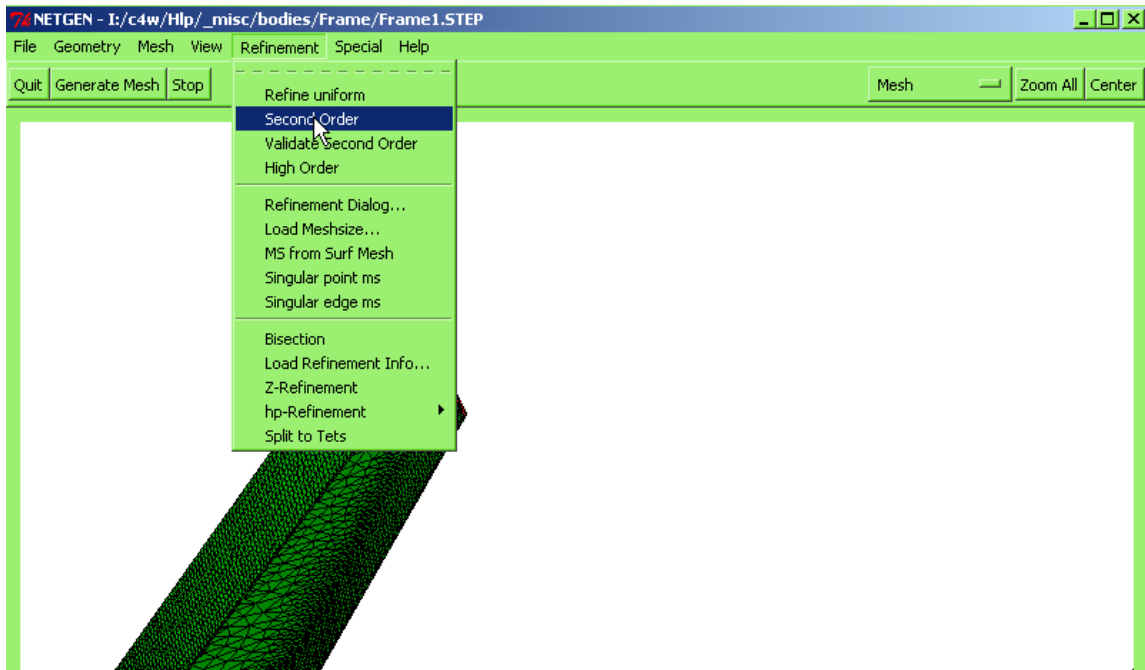 NETGEN - I:/c4w/Hlp/_misc/bodies/Frame/Frame1.STEP
File Geometry Mesh View Refinement Special Help
Quit Generate Mesh Stop Mesh Zoom All Center
Refine uniform
Second Order
Validate Second Order
High Order
Refinement Dialog...
Load Meshsize...
MS from Surf Mesh
Singular point ms
Singular edge ms
Bisection
Load Refinement Info...
Z-Refinement
hp-Refinement
Split to Tets